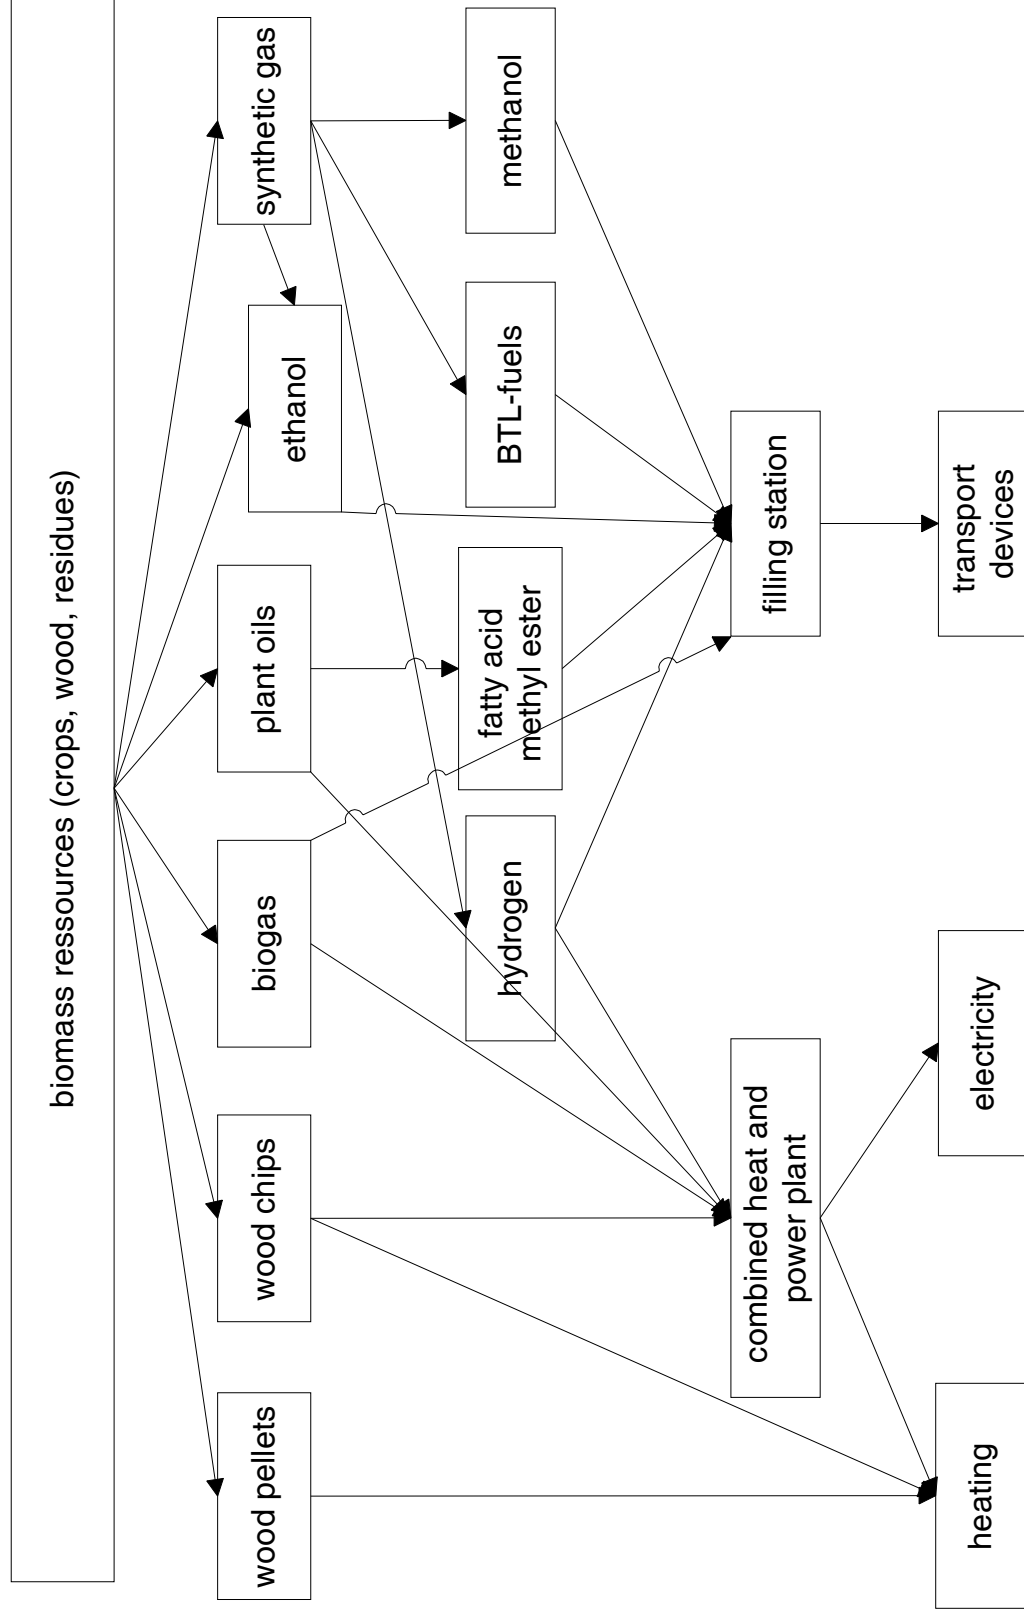 biomass ressources (crops, wood, residues)
wood pellets
wood chips
biogas
plant oils
ethanol
synthetic gas
hydrogen
fatty acid
methyl ester
BTL-fuels
methanol
combined heat and
power plant
filling station
heating
electricity
transport
devices